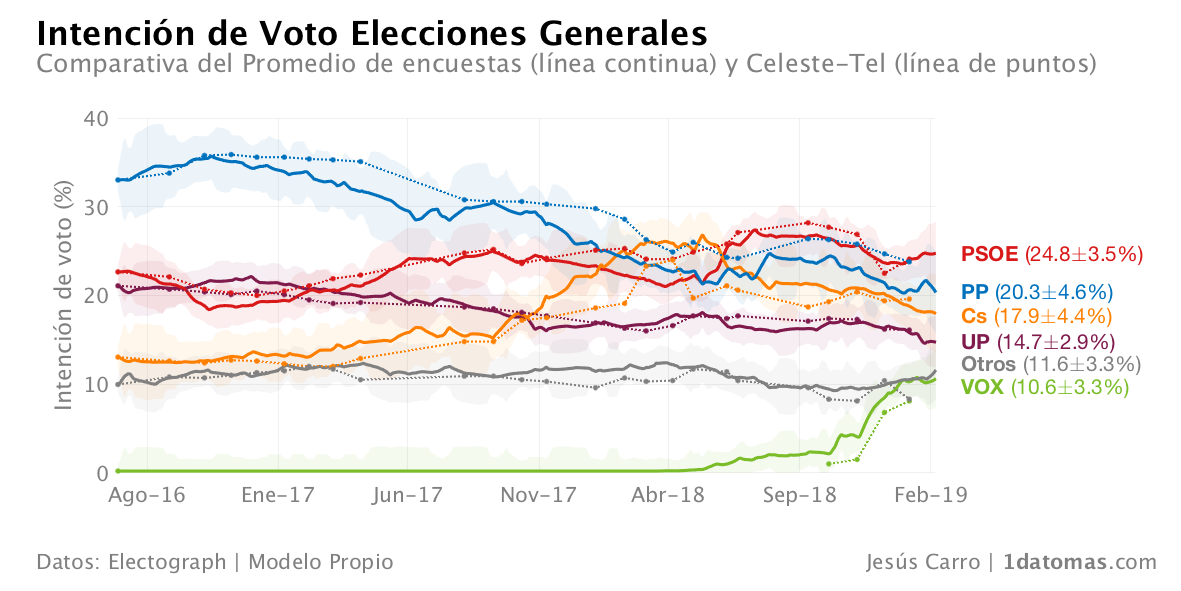 Intención de Voto Elecciones Generales
Comparativa del Promedio de encuestas (línea continua) y Celeste-Tel (línea de puntos)
Intención de voto (%)
40
30
20
10
0
Ago-16 Ene-17 Jun-17 Nov-17 Abr-18 Sep-18 Feb-19
PSOE (24.8±3.5%)
PP (20.3±4.6%)
Cs (17.9±4.4%)
UP (14.7±2.9%)
Otros (11.6±3.3%)
VOX (10.6±3.3%)
Datos: Electograph | Modelo Propio
Jesús Carro | 1datomas.com